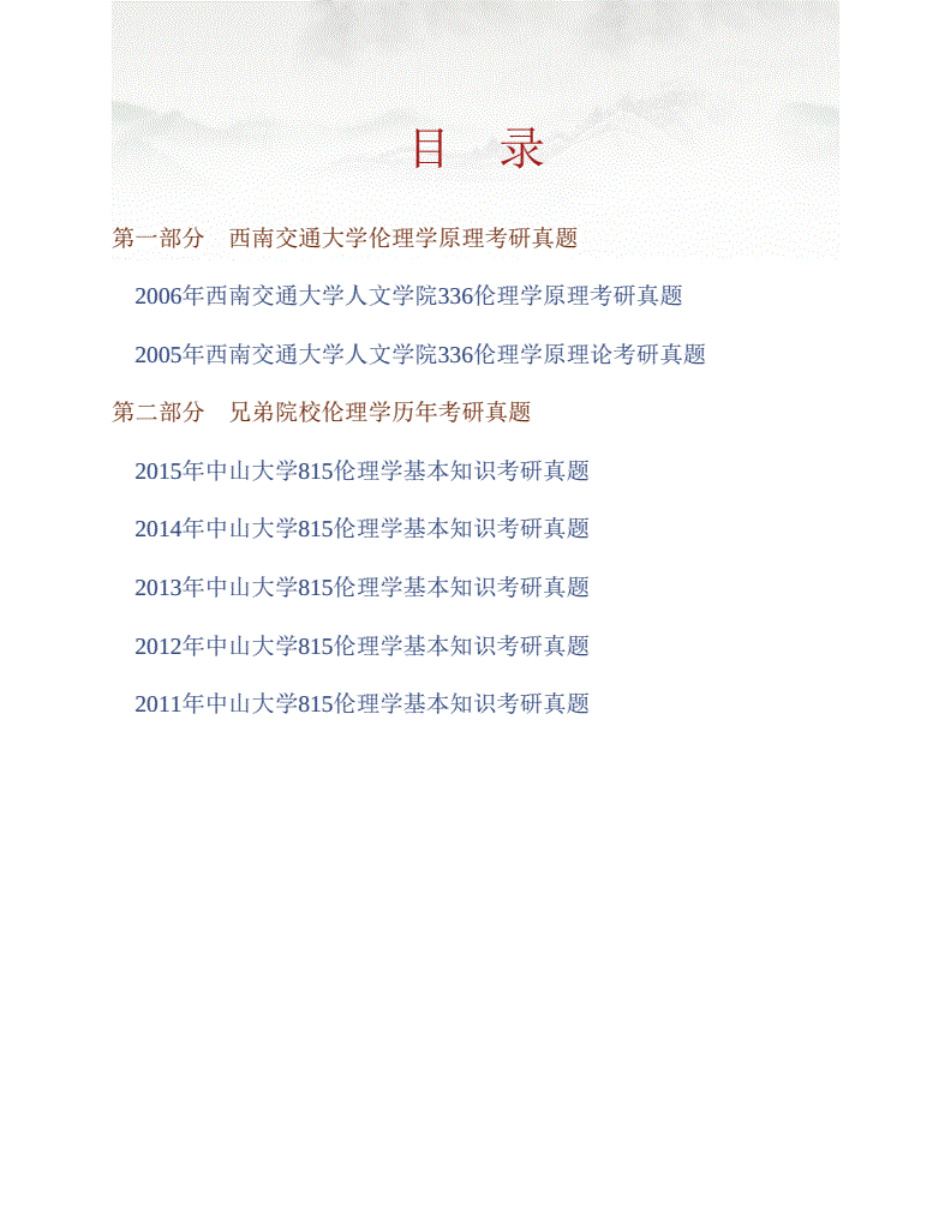 目　录
第一部分　西南交通大学伦理学原理考研真题
2006年西南交通大学人文学院336伦理学原理考研真题
2005年西南交通大学人文学院336伦理学原理论考研真题
第二部分　兄弟院校伦理学历年考研真题
2015年中山大学815伦理学基本知识考研真题
2014年中山大学815伦理学基本知识考研真题
2013年中山大学815伦理学基本知识考研真题
2012年中山大学815伦理学基本知识考研真题
2011年中山大学815伦理学基本知识考研真题